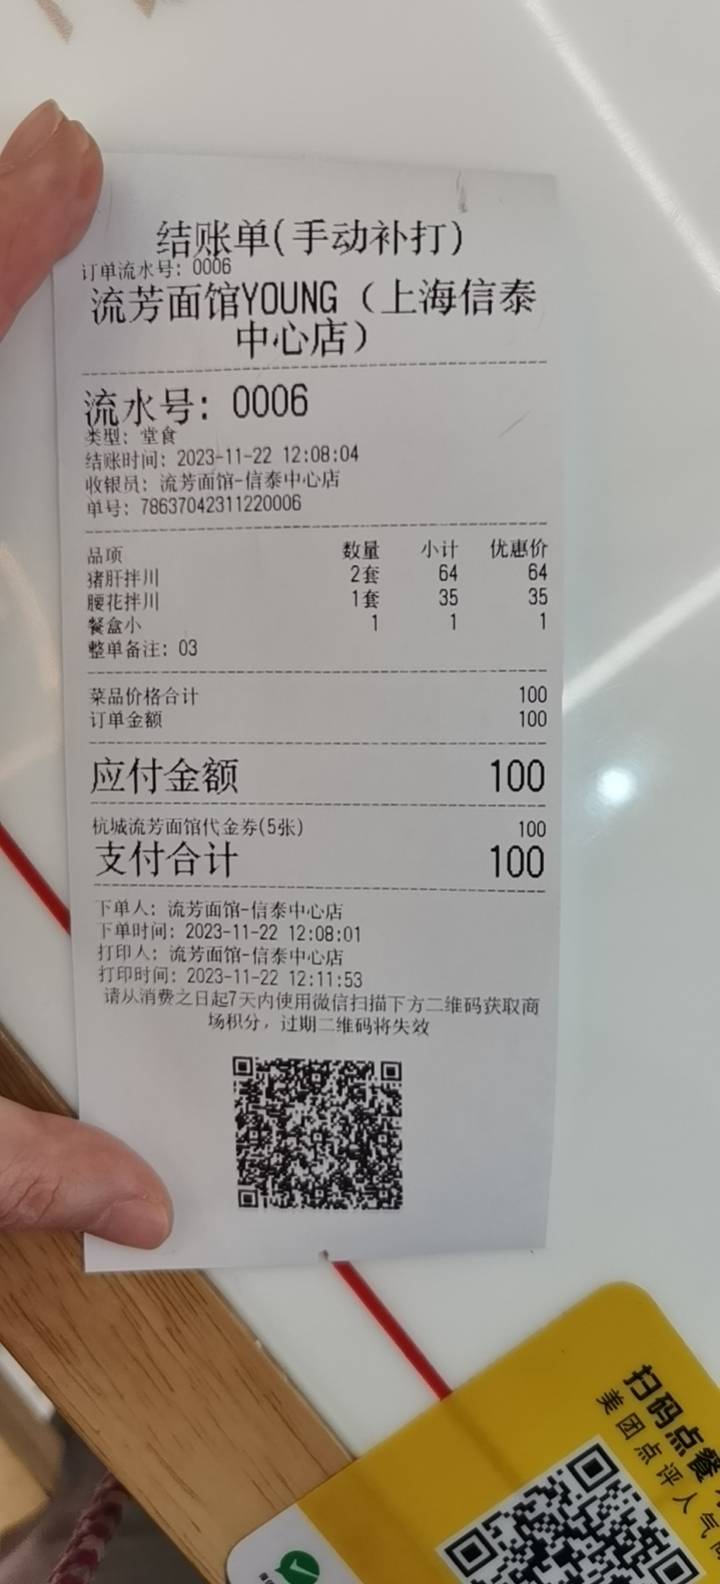 结账单(手动补打)
订单流水号: 0006
流芳面馆YOUNG（上海信泰
中心店）
流水号: 0006
类型: 堂食
结账时间: 2023-11-22 12:08:04
收银员: 流芳面馆-信泰中心店
单号: 78637042311220006
品项 数量 小计 优惠价
猪肝拌川 2套 64 64
腰花拌川 1套 35 35
餐盒小 1 1 1
整单备注: 03
菜品价格合计 100
订单金额 100
应付金额 100
杭城流芳面馆代金券(5张) 100
支付合计 100
下单人: 流芳面馆-信泰中心店
下单时间: 2023-11-22 12:08:01
打印人: 流芳面馆-信泰中心店
打印时间: 2023-11-22 12:11:53
请从消费之日起7天内使用微信扫描下方二维码获取商
场积分，过期二维码将失效
扫码点餐
美团点评人气